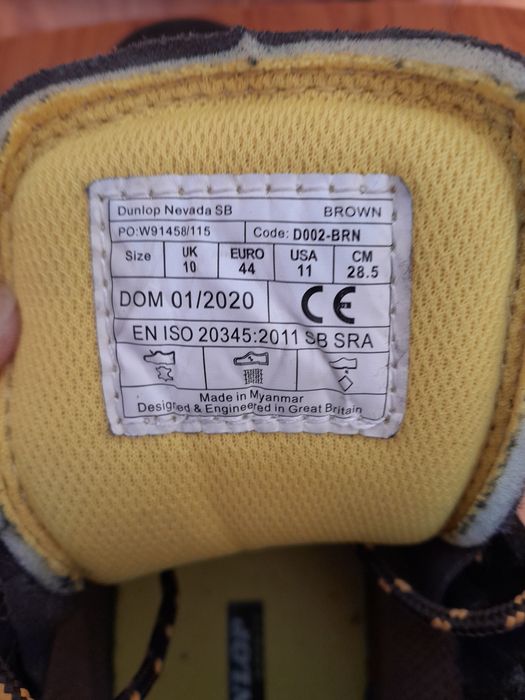 Dunlop Nevada SB BROWN
PO:W91458/115 Code: D002-BRN
Size UK 10 EURO 44 USA 11 CM 28.5
DOM 01/2020 CE
EN ISO 20345:2011 SB SRA
Made in Myanmar
Designed & Engineered in Great Britain
NLOP